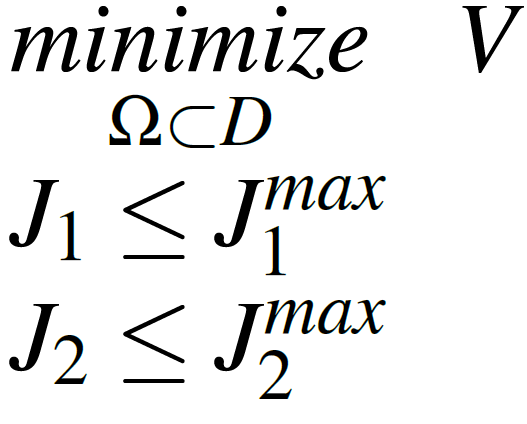 minimize V
Ω⊂D
J₁ ≤ J₁ᵐᵃˣ
J₂ ≤ J₂ᵐᵃˣ